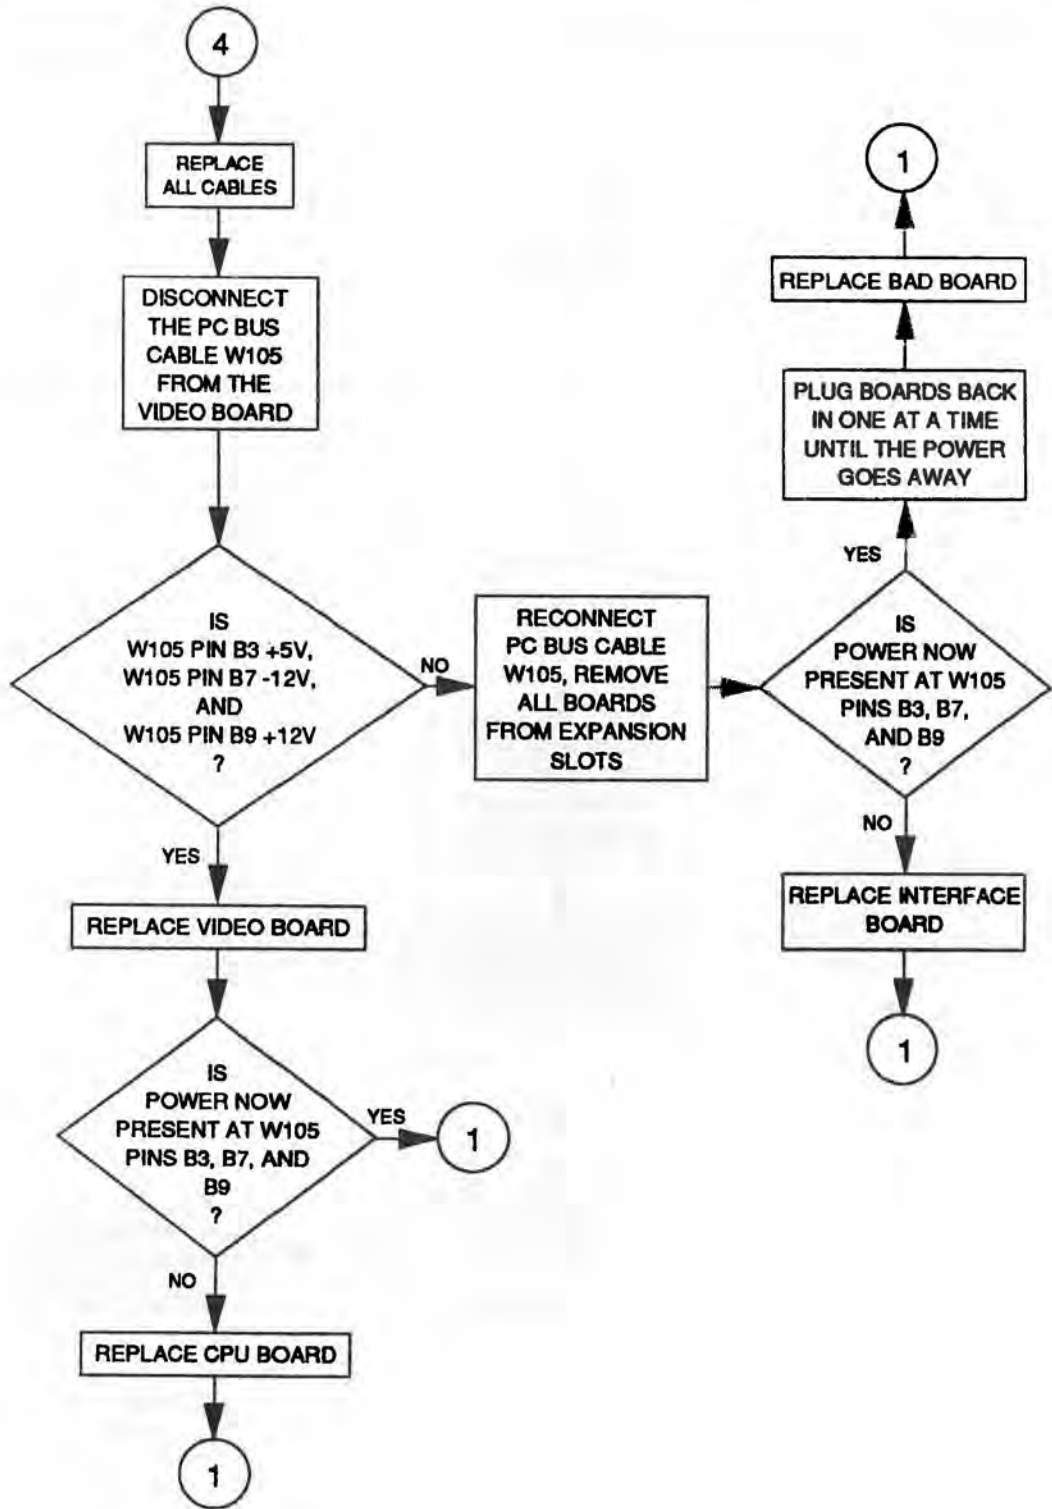 4
REPLACE
ALL CABLES
DISCONNECT
THE PC BUS
CABLE W105
FROM THE
VIDEO BOARD
IS
W105 PIN B3 +5V,
W105 PIN B7 -12V,
AND
W105 PIN B9 +12V
?
NO
RECONNECT
PC BUS CABLE
W105, REMOVE
ALL BOARDS
FROM EXPANSION
SLOTS
IS
POWER NOW
PRESENT AT W105
PINS B3, B7,
AND B9
?
YES
PLUG BOARDS BACK
IN ONE AT A TIME
UNTIL THE POWER
GOES AWAY
REPLACE BAD BOARD
1
NO
REPLACE INTERFACE
BOARD
1
YES
REPLACE VIDEO BOARD
IS
POWER NOW
PRESENT AT W105
PINS B3, B7, AND
B9
?
YES
1
NO
REPLACE CPU BOARD
1